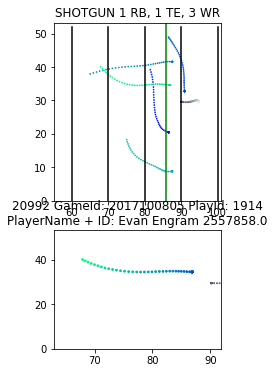 SHOTGUN 1 RB, 1 TE, 3 WR
50
40
30
20
10
0
60 70 80 90 100
20992 GameId: 2017100805 PlayId: 1914
PlayerName + ID: Evan Engram 2557858.0
40
20
0
70 80 90